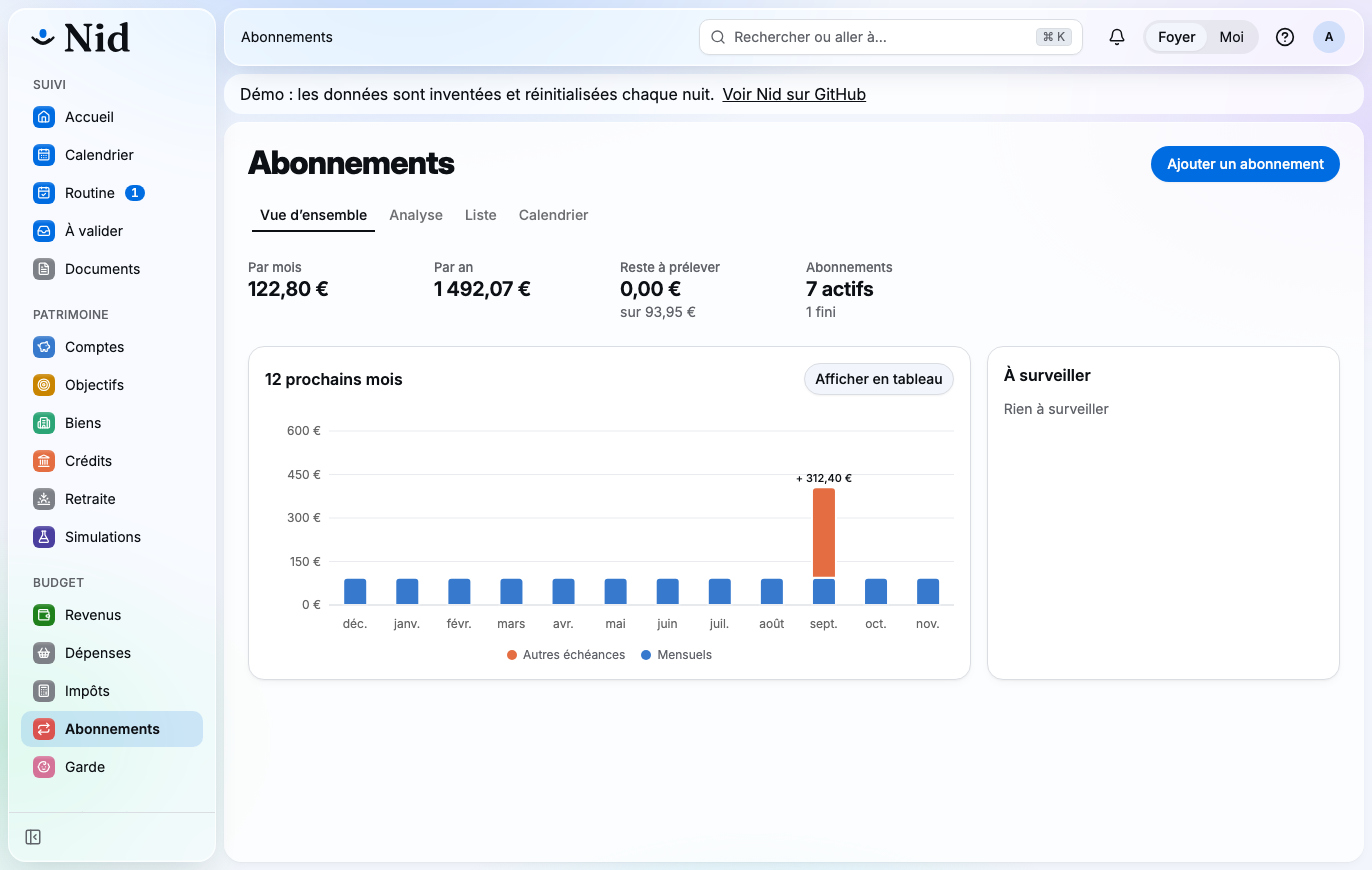 Nid
SUIVI
Accueil
Calendrier
Routine 1
À valider
Documents
PATRIMOINE
Comptes
Objectifs
Biens
Crédits
Retraite
Simulations
BUDGET
Revenus
Dépenses
Impôts
Abonnements
Garde
Abonnements
Rechercher ou aller à…
⌘ K
Foyer Moi
A
Démo : les données sont inventées et réinitialisées chaque nuit. Voir Nid sur GitHub
Abonnements
Ajouter un abonnement
Vue d’ensemble Analyse Liste Calendrier
Par mois
122,80 €
Par an
1 492,07 €
Reste à prélever
0,00 €
sur 93,95 €
Abonnements
7 actifs
1 fini
12 prochains mois
Afficher en tableau
600 €
450 €
300 €
150 €
0 €
+ 312,40 €
déc. janv. févr. mars avr. mai juin juil. août sept. oct. nov.
Autres échéances Mensuels
À surveiller
Rien à surveiller